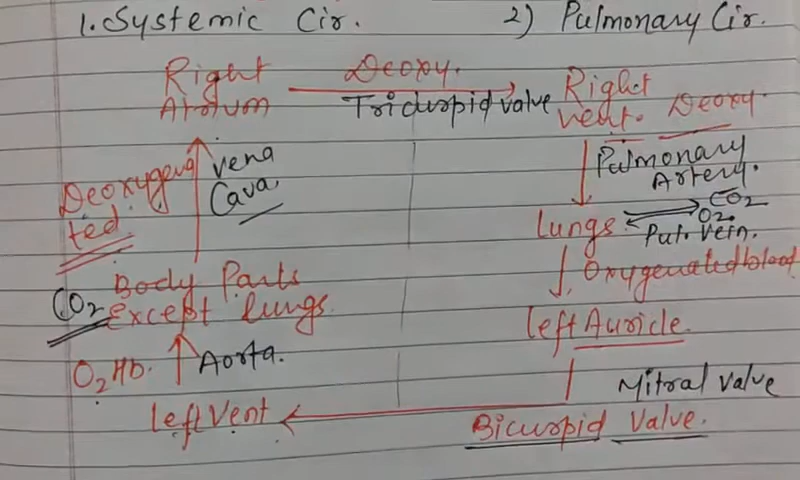 1. Systemic Cir.
2) Pulmonary Cir.
Right
Atrium
Deoxy.
Tricuspid valve
Right
vent. Deoxy.
Deoxygena
ted
vena
Cava.
Pulmonary
Artery.
lungs
CO2
O2
Pul. Vein.
Oxygenated blood
CO2
Body Parts
except lungs
left Auricle.
O2Hb.
Aorta.
Mitral valve
left Vent
Bicuspid Valve.